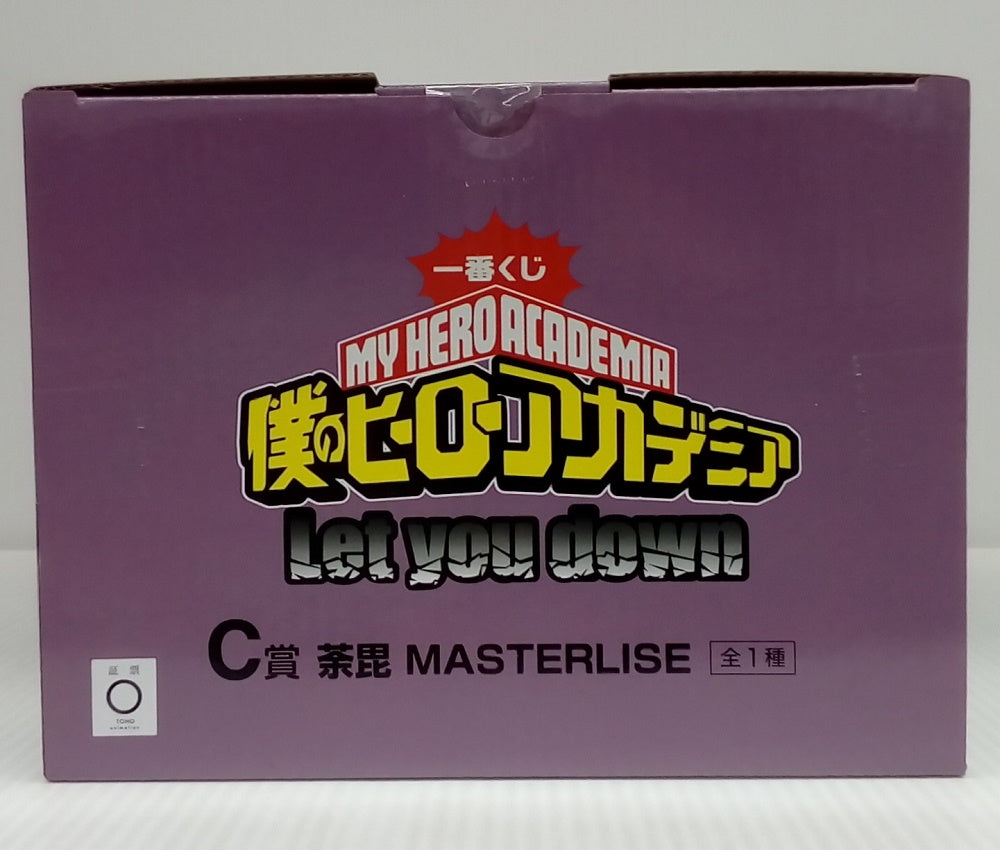 一番くじ
MY HERO ACADEMIA
僕のヒーローアカデミア
Let you down
C賞 荼毘 MASTERLISE 全1種
証 票
TOHO
animation